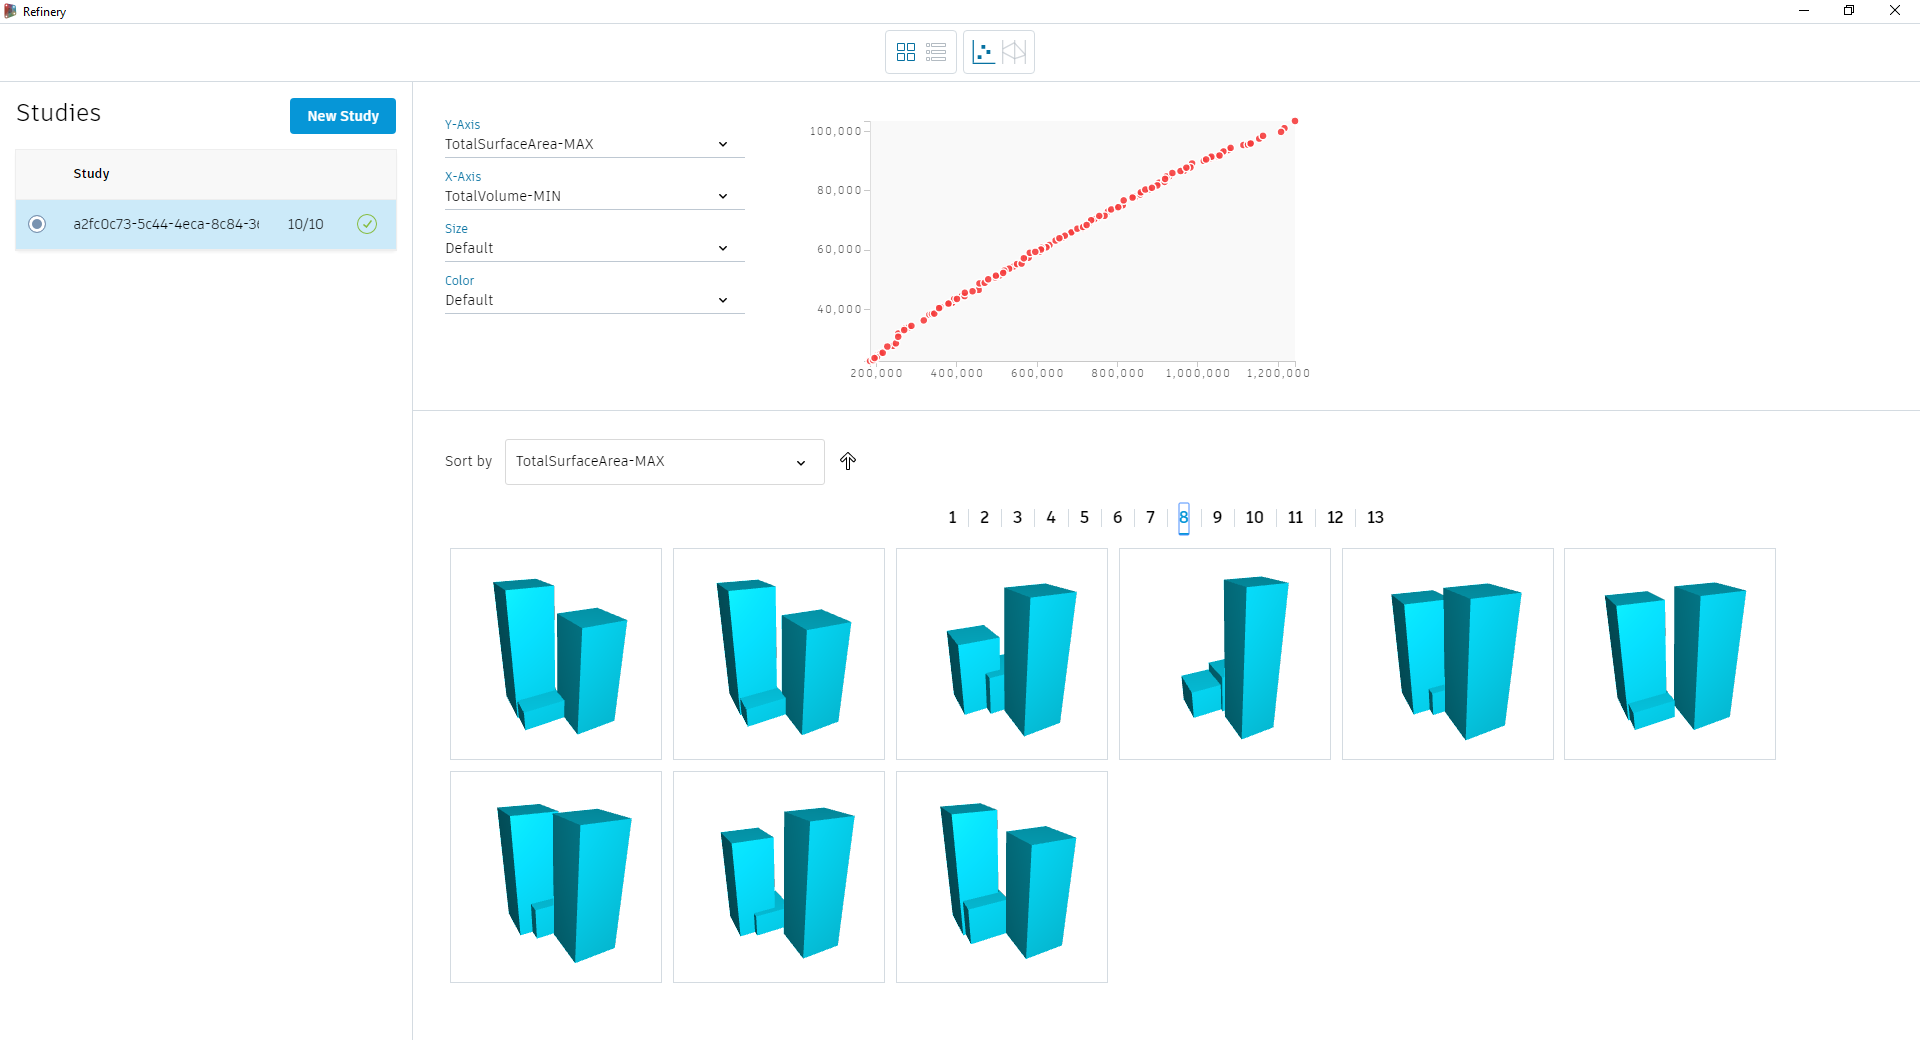 Refinery
Studies
New Study
Study
a2fc0c73-5c44-4eca-8c84-3 10/10
Y-Axis
TotalSurfaceArea-MAX
X-Axis
TotalVolume-MIN
Size
Default
Color
Default
100,000
80,000
60,000
40,000
200,000 400,000 600,000 800,000 1,000,000 1,200,000
Sort by TotalSurfaceArea-MAX
1 2 3 4 5 6 7 8 9 10 11 12 13